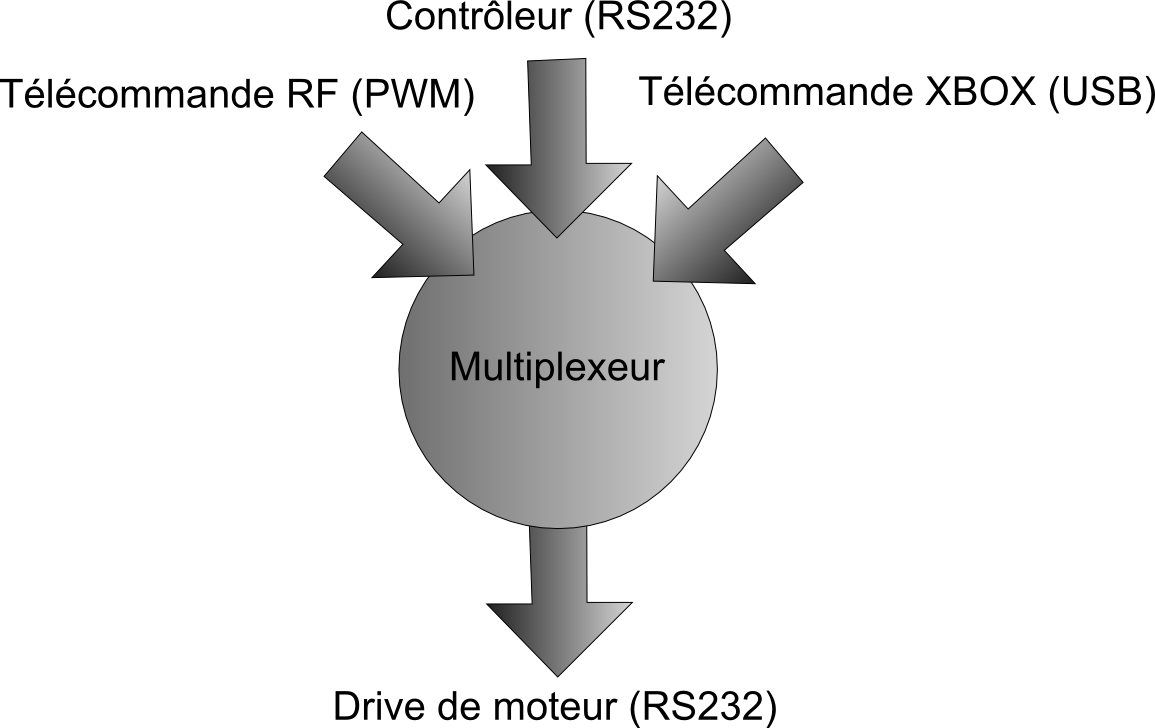 Contrôleur (RS232)
Télécommande RF (PWM)
Télécommande XBOX (USB)
Multiplexeur
Drive de moteur (RS232)